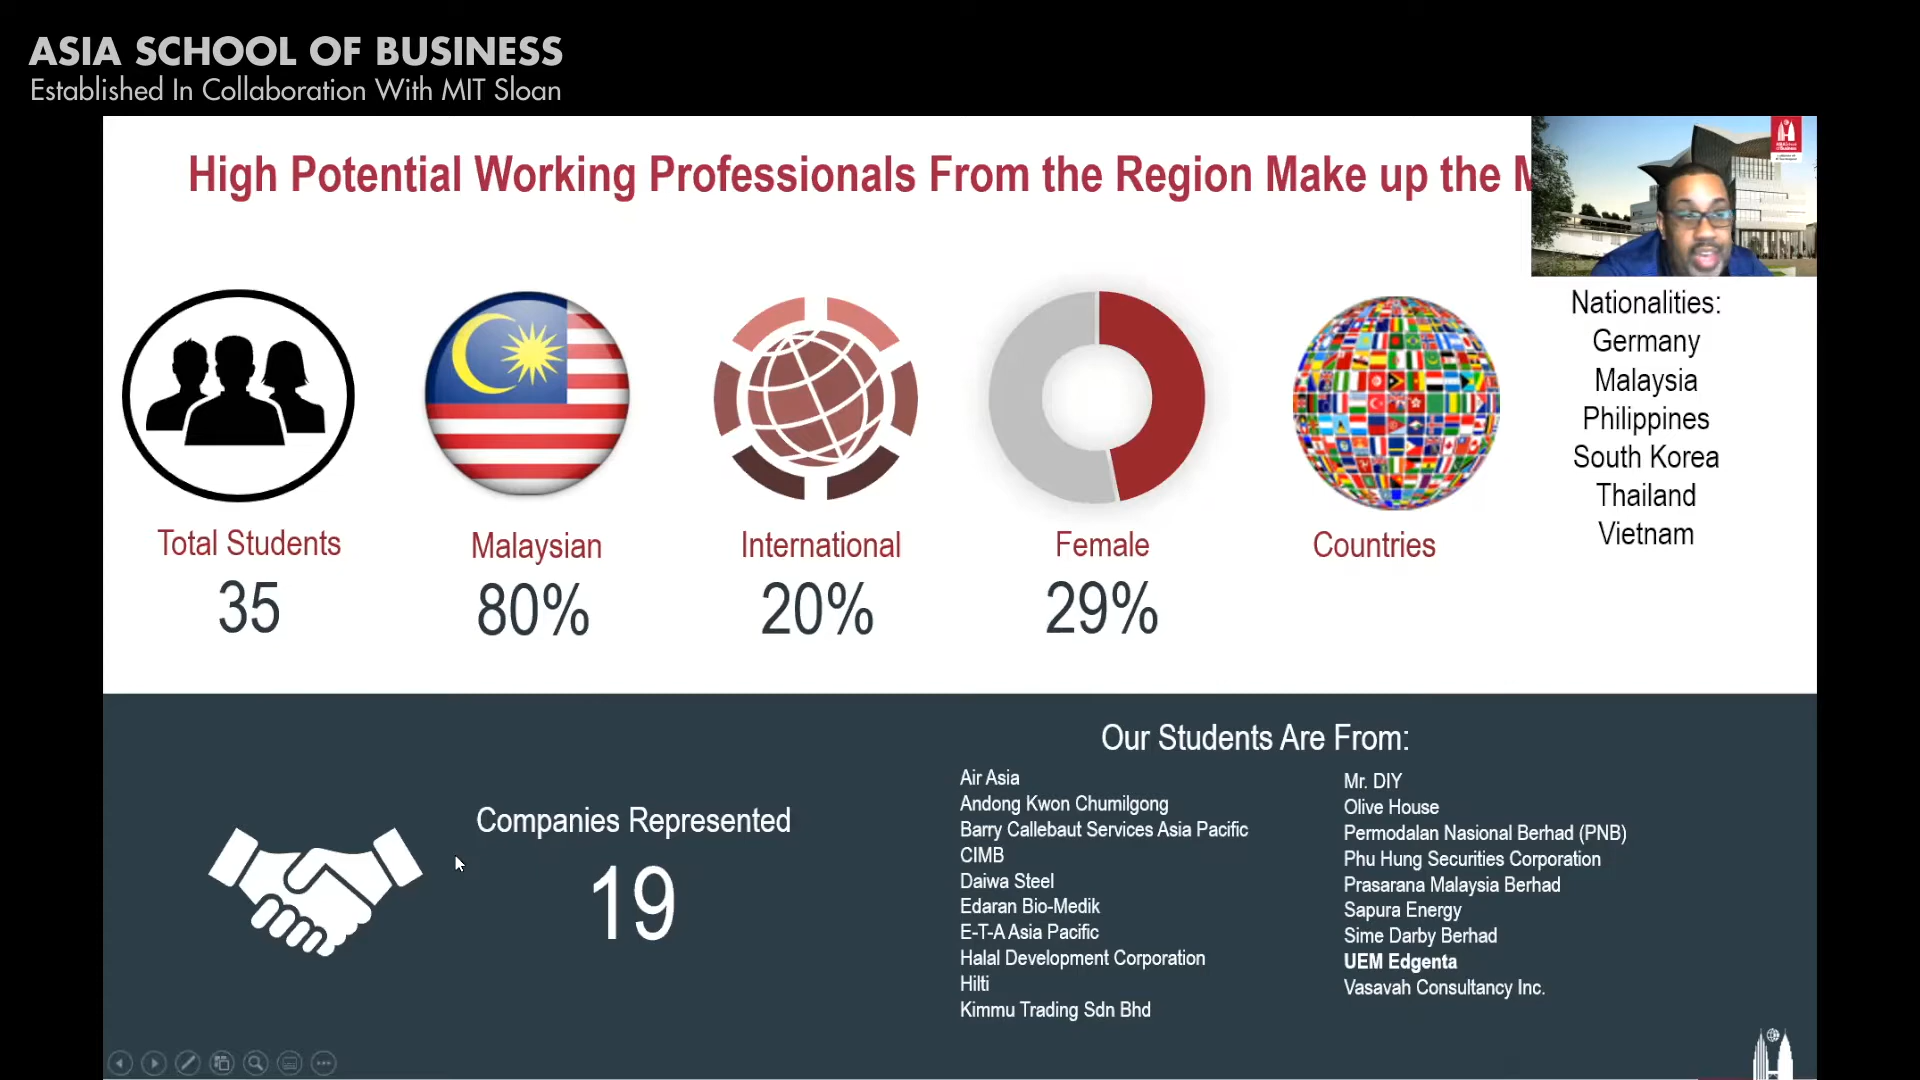 ASIA SCHOOL OF BUSINESS
Established In Collaboration With MIT Sloan
High Potential Working Professionals From the Region Make up the
Total Students
35
Malaysian
80%
International
20%
Female
29%
Countries
Nationalities:
Germany
Malaysia
Philippines
South Korea
Thailand
Vietnam
Companies Represented
19
Our Students Are From:
Air Asia
Andong Kwon Chumilgong
Barry Callebaut Services Asia Pacific
CIMB
Daiwa Steel
Edaran Bio-Medik
E-T-A Asia Pacific
Halal Development Corporation
Hilti
Kimmu Trading Sdn Bhd
Mr. DIY
Olive House
Permodalan Nasional Berhad (PNB)
Phu Hung Securities Corporation
Prasarana Malaysia Berhad
Sapura Energy
Sime Darby Berhad
UEM Edgenta
Vasavah Consultancy Inc.